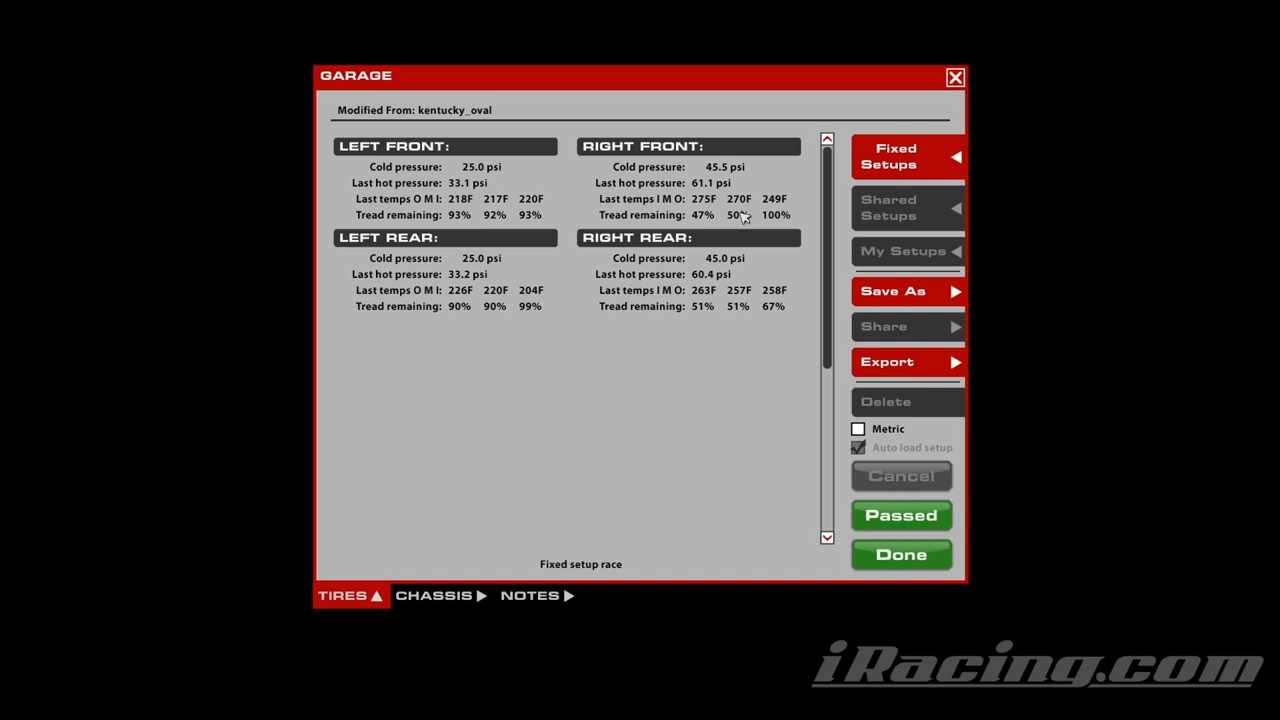 GARAGE
Modified From: kentucky_oval
LEFT FRONT:
Cold pressure: 25.0 psi
Last hot pressure: 33.1 psi
Last temps O M I: 218F 217F 220F
Tread remaining: 93% 92% 93%
RIGHT FRONT:
Cold pressure: 45.5 psi
Last hot pressure: 61.1 psi
Last temps I M O: 275F 270F 249F
Tread remaining: 47% 50% 100%
LEFT REAR:
Cold pressure: 25.0 psi
Last hot pressure: 33.2 psi
Last temps O M I: 226F 220F 204F
Tread remaining: 90% 90% 99%
RIGHT REAR:
Cold pressure: 45.0 psi
Last hot pressure: 60.4 psi
Last temps I M O: 263F 257F 258F
Tread remaining: 51% 51% 67%
Fixed setup race
Fixed
Setups
Shared
Setups
My Setups
Save As
Share
Export
Delete
Metric
Auto load setup
Cancel
Passed
Done
TIRES CHASSIS NOTES
iRacing.com